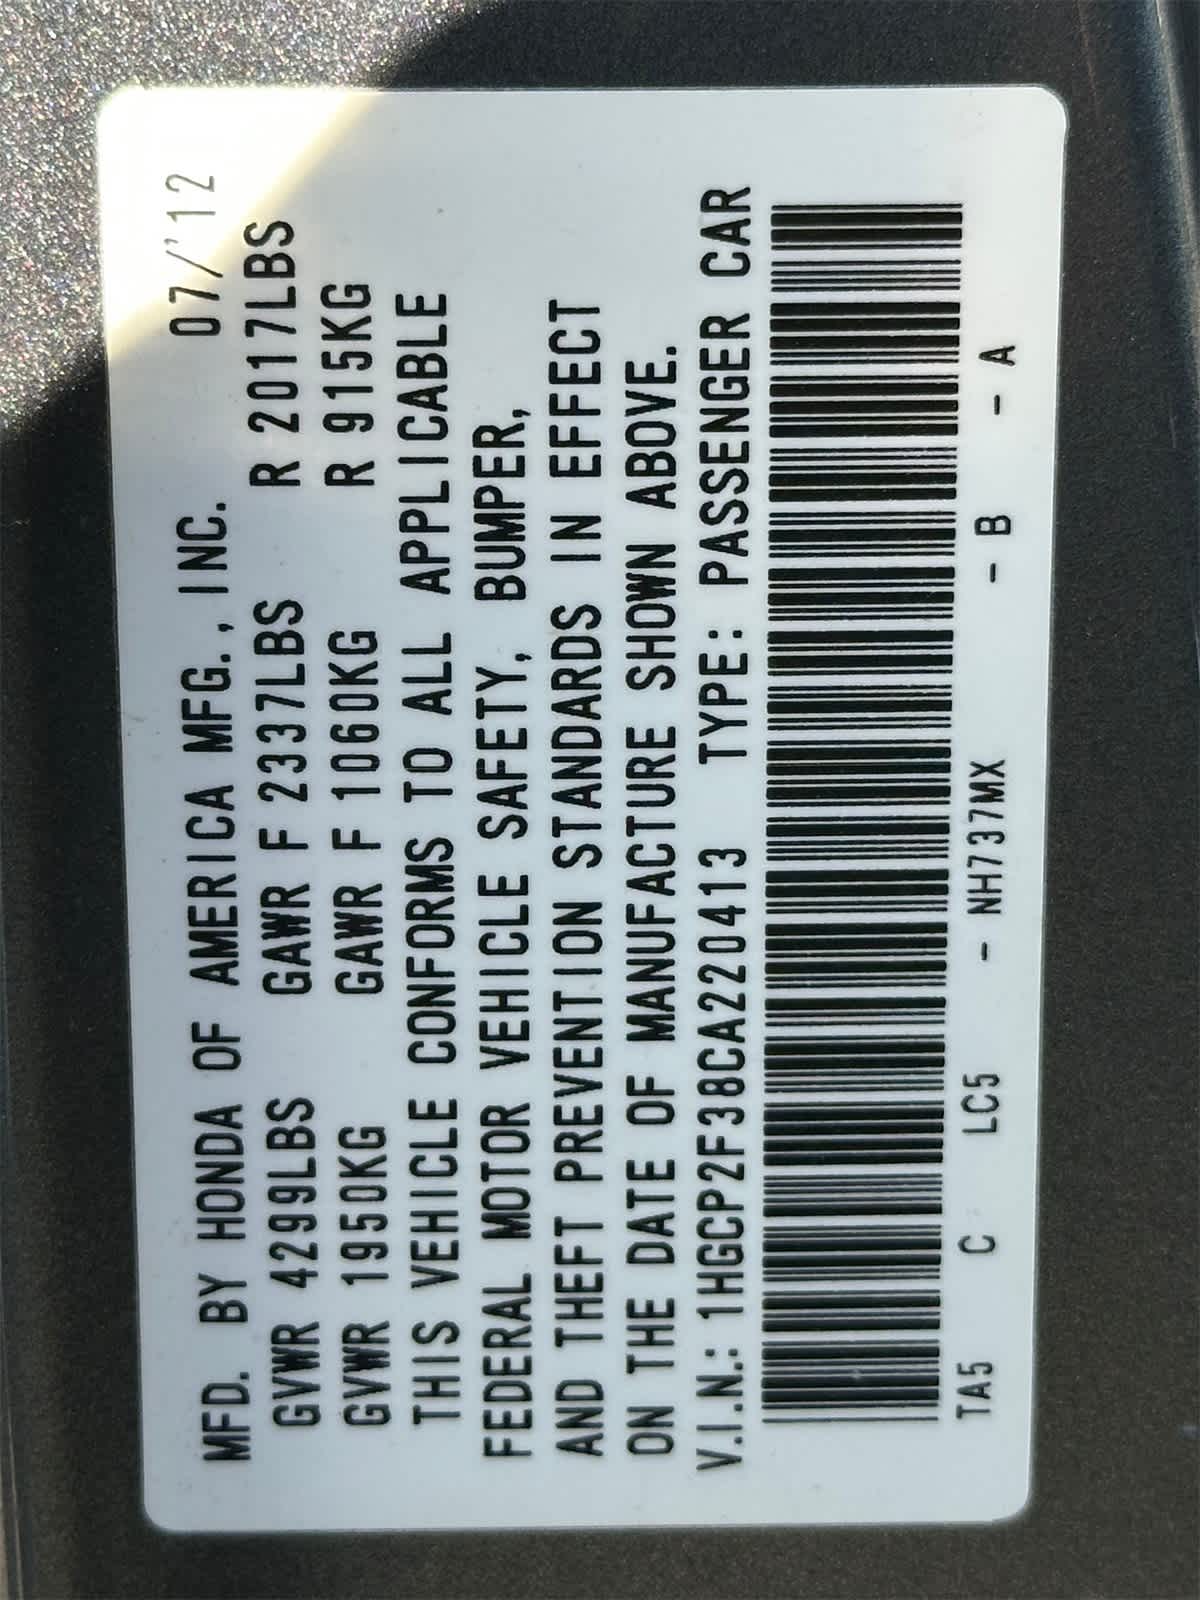 MFD. BY HONDA OF AMERICA MFG., INC. 07/'12
GVWR 4299LBS GAWR F 2337LBS R 2017LBS
GVWR 1950KG GAWR F 1060KG R 915KG
THIS VEHICLE CONFORMS TO ALL APPLICABLE
FEDERAL MOTOR VEHICLE SAFETY, BUMPER,
AND THEFT PREVENTION STANDARDS IN EFFECT
ON THE DATE OF MANUFACTURE SHOWN ABOVE.
V.I.N.: 1HGCP2F38CA220413 TYPE: PASSENGER CAR
TA5 C LC5 - NH737MX - B - A